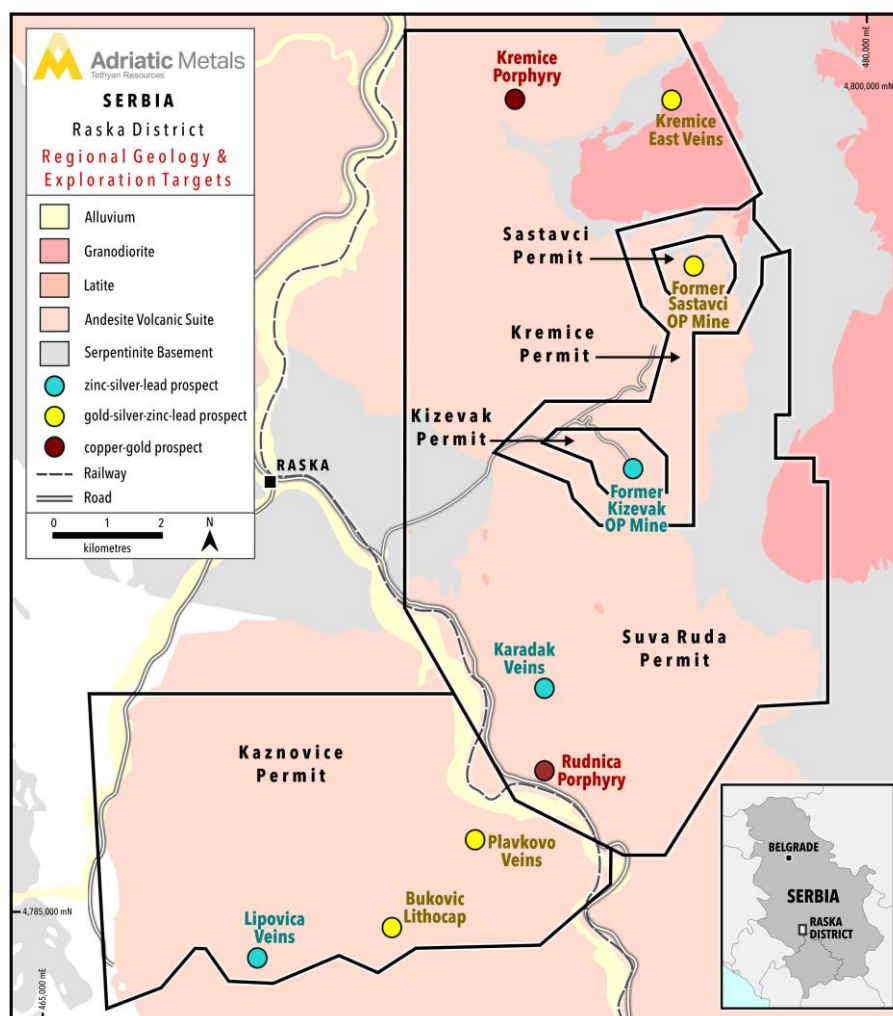 Adriatic Metals
Tethyan Resources
SERBIA
Raska District
Regional Geology &
Exploration Targets
Alluvium
Granodiorite
Latite
Andesite Volcanic Suite
Serpentinite Basement
zinc-silver-lead prospect
gold-silver-zinc-lead prospect
copper-gold prospect
Railway
Road
0 1 2
kilometres
N
480,000 mE
4,800,000 mN
Kremice
Porphyry
Kremice
East Veins
Sastavci
Permit
Former
Sastavci
OP Mine
Kremice
Permit
Kizevak
Permit
Former
Kizevak
OP Mine
RASKA
Suva Ruda
Permit
Karadak
Veins
Rudnica
Porphyry
Kaznovice
Permit
Plavkovo
Veins
Bukovic
Lithocap
Lipovica
Veins
4,785,000 mN
465,000 mE
BELGRADE
SERBIA
RASKA
DISTRICT